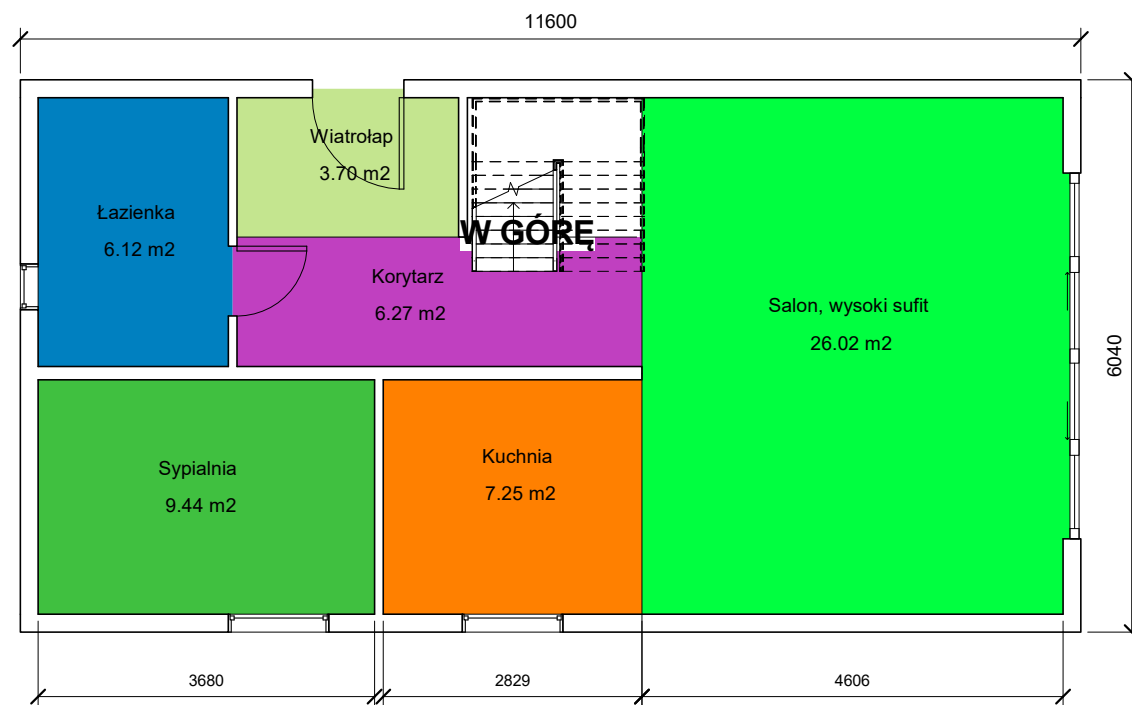 11600
Wiatrołap
3.70 m2
Łazienka
6.12 m2
W GÓRĘ
Korytarz
6.27 m2
Salon, wysoki sufit
26.02 m2
6040
Sypialnia
9.44 m2
Kuchnia
7.25 m2
3680
2829
4606